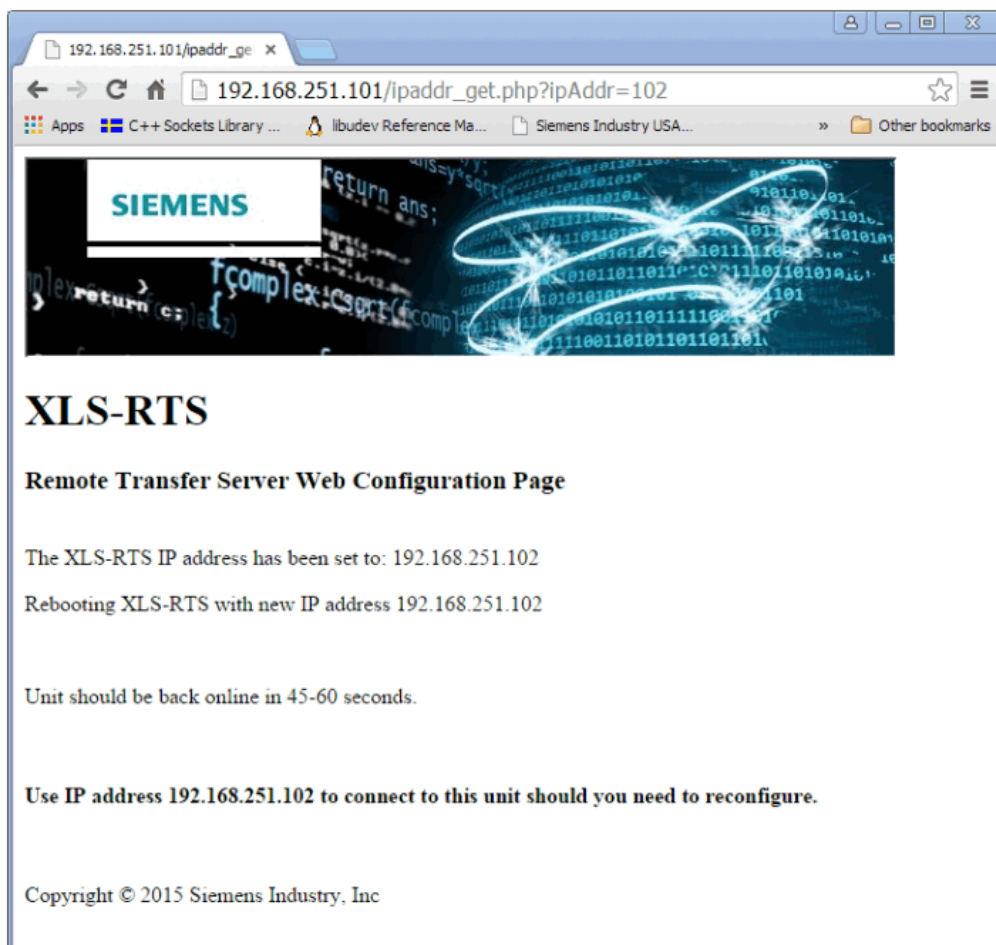 192.168.251.101/ipaddr_ge
192.168.251.101/ipaddr_get.php?ipAddr=102
Apps C++ Sockets Library ... libudev Reference Ma... Siemens Industry USA... » Other bookmarks
SIEMENS
return ans;
return c;
XLS-RTS
Remote Transfer Server Web Configuration Page
The XLS-RTS IP address has been set to: 192.168.251.102
Rebooting XLS-RTS with new IP address 192.168.251.102
Unit should be back online in 45-60 seconds.
Use IP address 192.168.251.102 to connect to this unit should you need to reconfigure.
Copyright © 2015 Siemens Industry, Inc